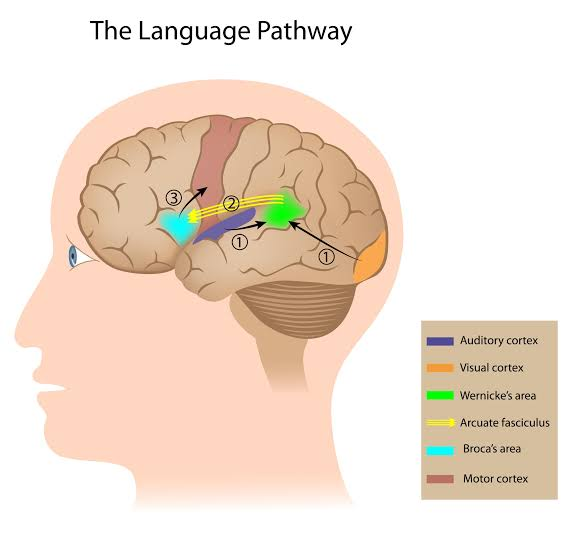 The Language Pathway
③
②
①
①
Auditory cortex
Visual cortex
Wernicke's area
Arcuate fasciculus
Broca's area
Motor cortex